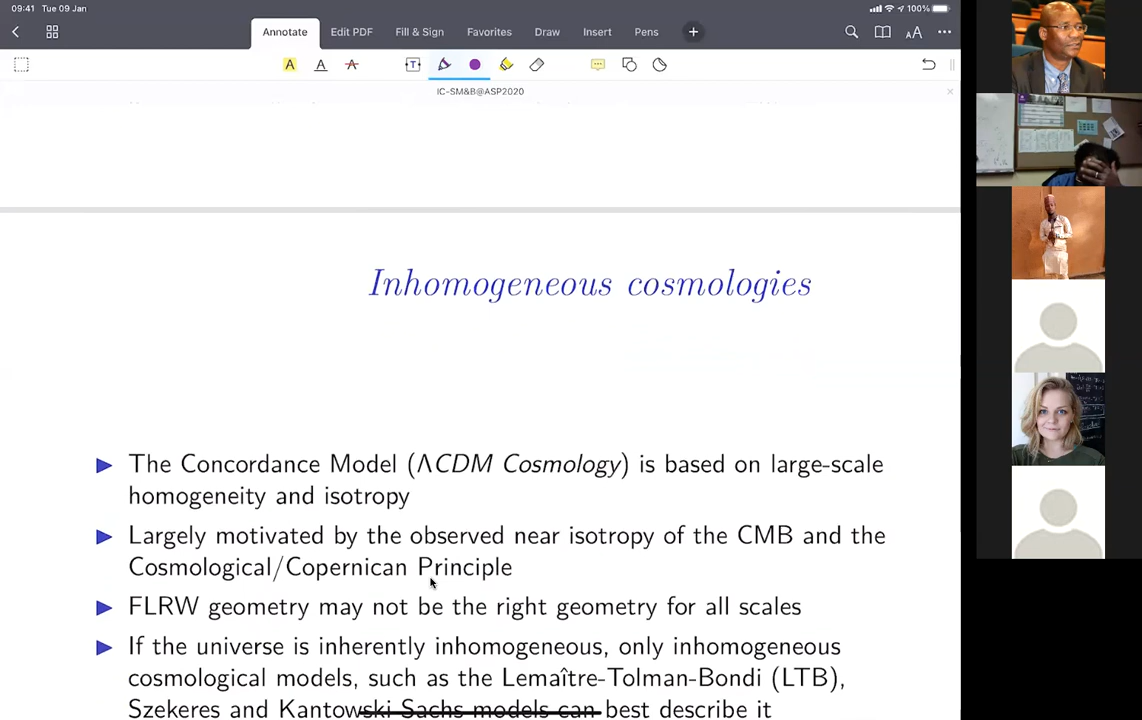 09:41 Tue 09 Jan
100%
Annotate Edit PDF Fill & Sign Favorites Draw Insert Pens
IC-SM&B@ASP2020
Inhomogeneous cosmologies
The Concordance Model (ΛCDM Cosmology) is based on large-scale
homogeneity and isotropy
Largely motivated by the observed near isotropy of the CMB and the
Cosmological/Copernican Principle
FLRW geometry may not be the right geometry for all scales
If the universe is inherently inhomogeneous, only inhomogeneous
cosmological models, such as the Lemaître-Tolman-Bondi (LTB),
Szekeres and Kantowski Sachs models can best describe it